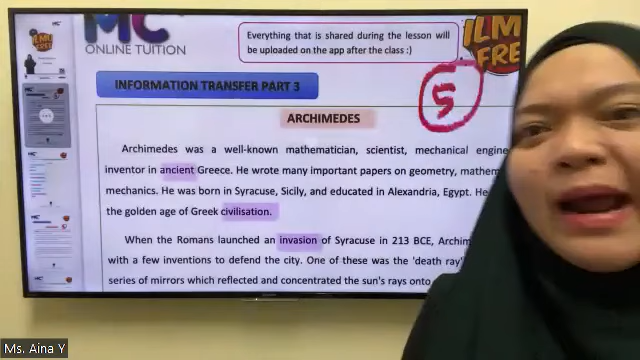 MC
ONLINE TUITION
Everything that is shared during the lesson will
be uploaded on the app after the class :)
ILMU
FREE
INFORMATION TRANSFER PART 3
5
ARCHIMEDES
Archimedes was a well-known mathematician, scientist, mechanical engine
inventor in ancient Greece. He wrote many important papers on geometry, mathem
mechanics. He was born in Syracuse, Sicily, and educated in Alexandria, Egypt. He
the golden age of Greek civilisation.
When the Romans launched an invasion of Syracuse in 213 BCE, Archim
with a few inventions to defend the city. One of these was the 'death ray'
series of mirrors which reflected and concentrated the sun's rays onto
Ms. Aina Y